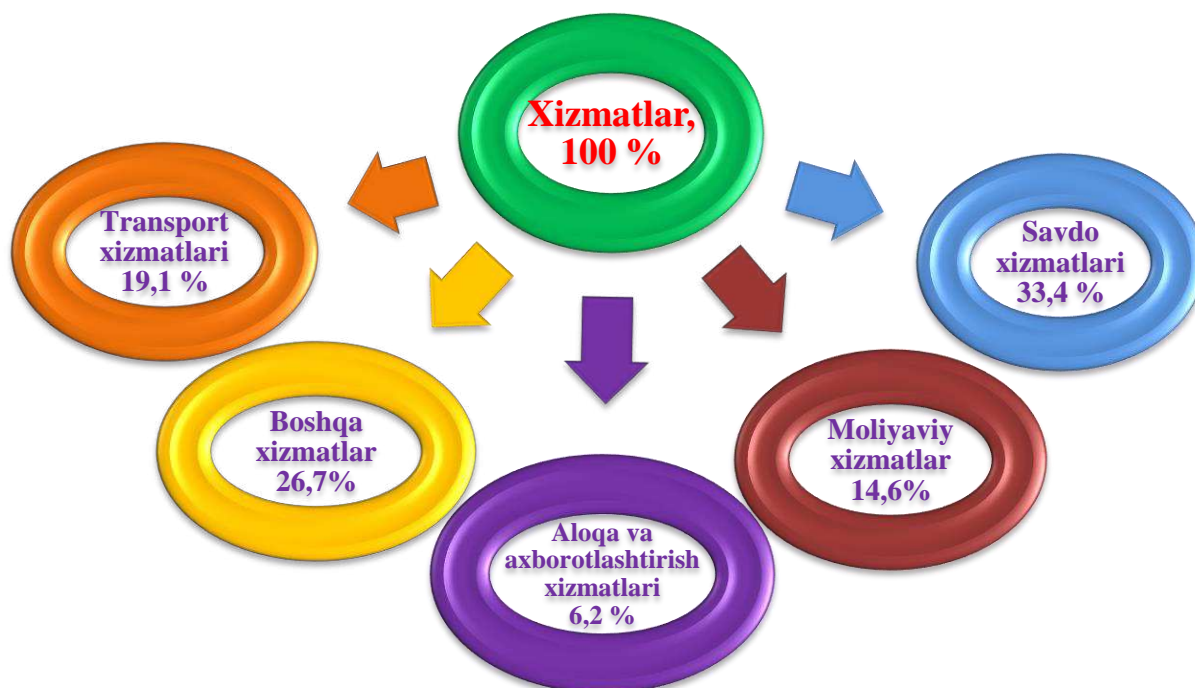 Xizmatlar,
100 %
Transport
xizmatlari
19,1 %
Savdo
xizmatlari
33,4 %
Boshqa
xizmatlar
26,7%
Moliyaviy
xizmatlar
14,6%
Aloqa va
axborotlashtirish
xizmatlari
6,2 %